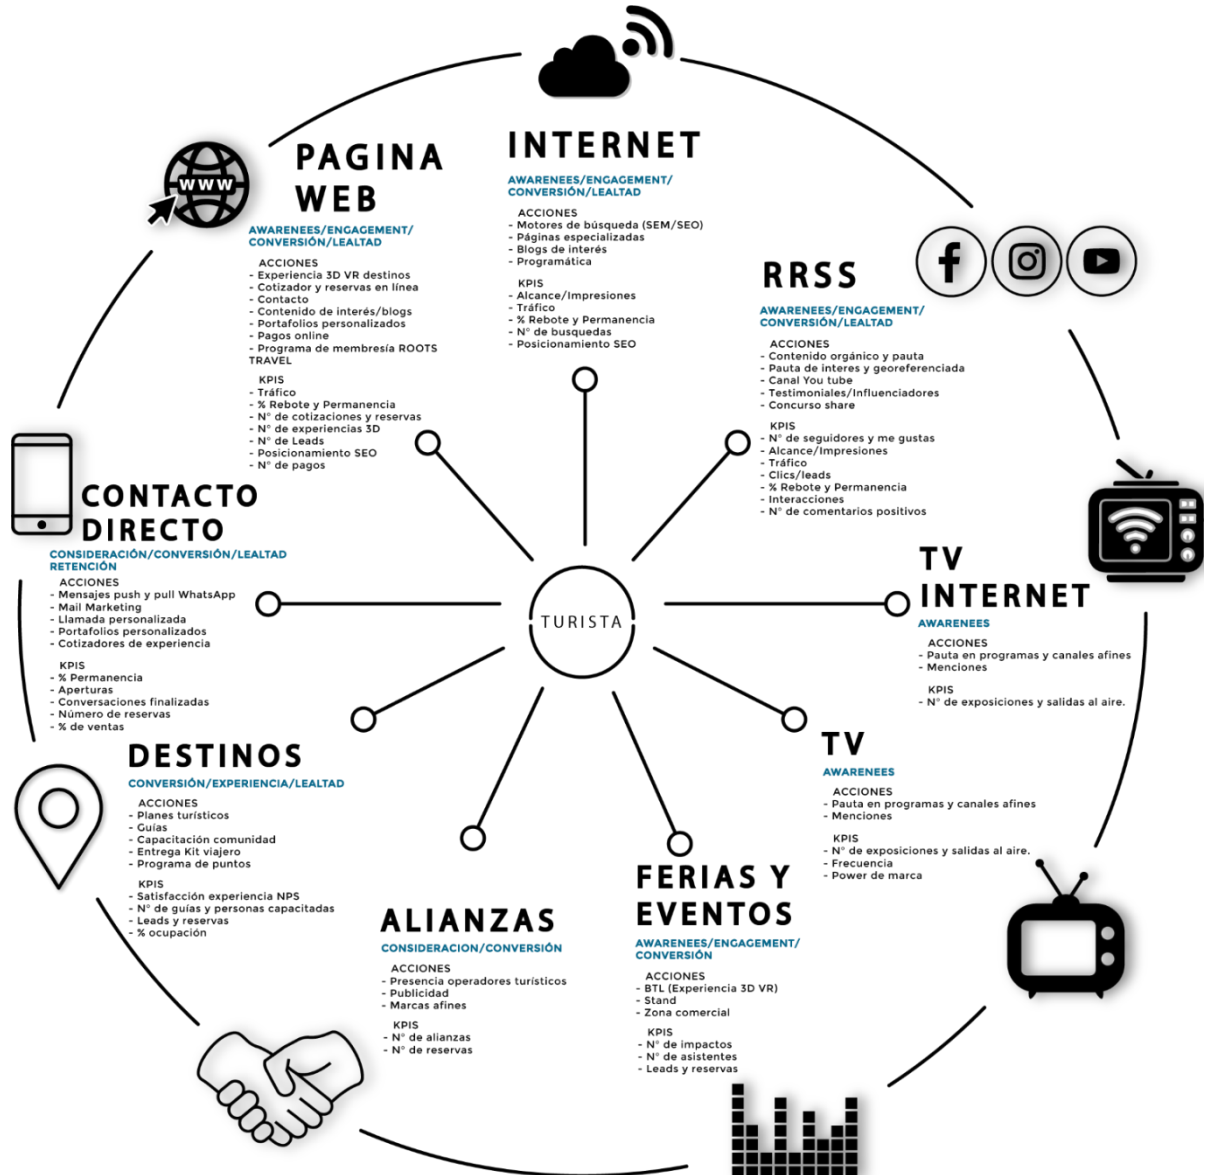 INTERNET
AWARENEES/ENGAGEMENT/
CONVERSIÓN/LEALTAD
ACCIONES
- Motores de búsqueda (SEM/SEO)
- Páginas especializadas
- Blogs de interés
- Programática
KPIS
- Alcance/Impresiones
- Tráfico
- % Rebote y Permanencia
- N° de busquedas
- Posicionamiento SEO
WWW
PAGINA
WEB
AWARENEES/ENGAGEMENT/
CONVERSIÓN/LEALTAD
ACCIONES
- Experiencia 3D VR destinos
- Cotizador y reservas en línea
- Contacto
- Contenido de interés/blogs
- Portafolios personalizados
- Pagos online
- Programa de membresía ROOTS
TRAVEL
KPIS
- Tráfico
- % Rebote y Permanencia
- N° de cotizaciones y reservas
- N° de experiencias 3D
- N° de Leads
- Posicionamiento SEO
- N° de pagos
RRSS
AWARENEES/ENGAGEMENT/
CONVERSIÓN/LEALTAD
ACCIONES
- Contenido orgánico y pauta
- Pauta de interes y georeferenciada
- Canal You tube
- Testimoniales/Influenciadores
- Concurso share
KPIS
- N° de seguidores y me gustas
- Alcance/Impresiones
- Tráfico
- Clics/leads
- % Rebote y Permanencia
- Interacciones
- N° de comentarios positivos
CONTACTO
DIRECTO
CONSIDERACIÓN/CONVERSIÓN/LEALTAD
RETENCIÓN
ACCIONES
- Mensajes push y pull WhatsApp
- Mail Marketing
- Llamada personalizada
- Portafolios personalizados
- Cotizadores de experiencia
KPIS
- % Permanencia
- Aperturas
- Conversaciones finalizadas
- Número de reservas
- % de ventas
TURISTA
TV
INTERNET
AWARENEES
ACCIONES
- Pauta en programas y canales afines
- Menciones
KPIS
- N° de exposiciones y salidas al aire.
DESTINOS
CONVERSIÓN/EXPERIENCIA/LEALTAD
ACCIONES
- Planes turísticos
- Guías
- Capacitación comunidad
- Entrega Kit viajero
- Programa de puntos
KPIS
- Satisfacción experiencia NPS
- N° de guías y personas capacitadas
- Leads y reservas
- % ocupación
TV
AWARENEES
ACCIONES
- Pauta en programas y canales afines
- Menciones
KPIS
- N° de exposiciones y salidas al aire.
- Frecuencia
- Power de marca
ALIANZAS
CONSIDERACION/CONVERSIÓN
ACCIONES
- Presencia operadores turísticos
- Publicidad
- Marcas afines
KPIS
- N° de alianzas
- N° de reservas
FERIAS Y
EVENTOS
AWARENEES/ENGAGEMENT/
CONVERSIÓN
ACCIONES
- BTL (Experiencia 3D VR)
- Stand
- Zona comercial
KPIS
- N° de impactos
- N° de asistentes
- Leads y reservas